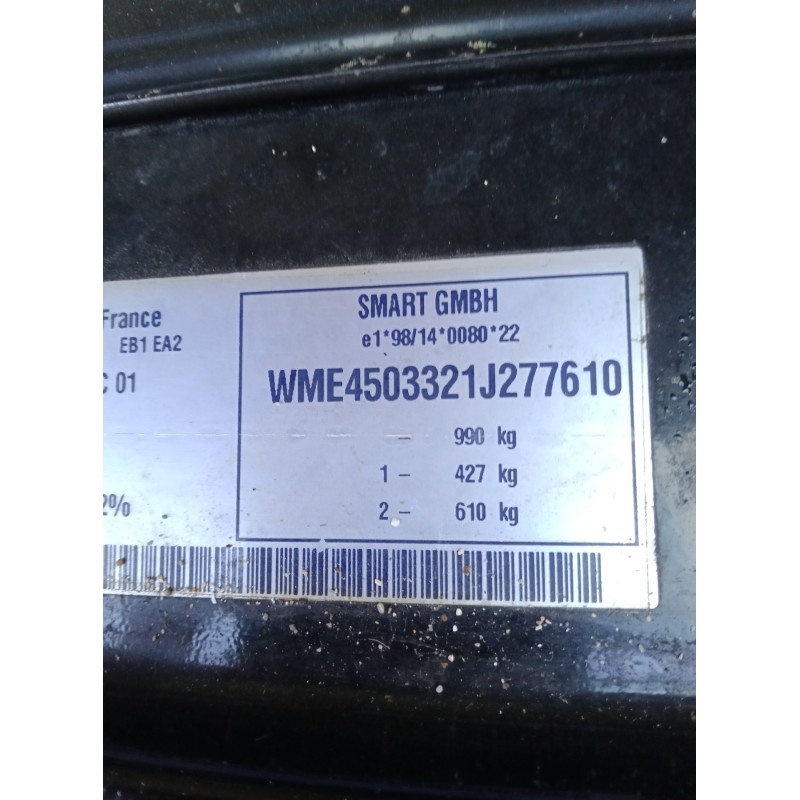 France
EB1 EA2
C 01
2%
SMART GMBH
e1*98/14*0080*22
WME4503321J277610
– 990 kg
1 – 427 kg
2 – 610 kg